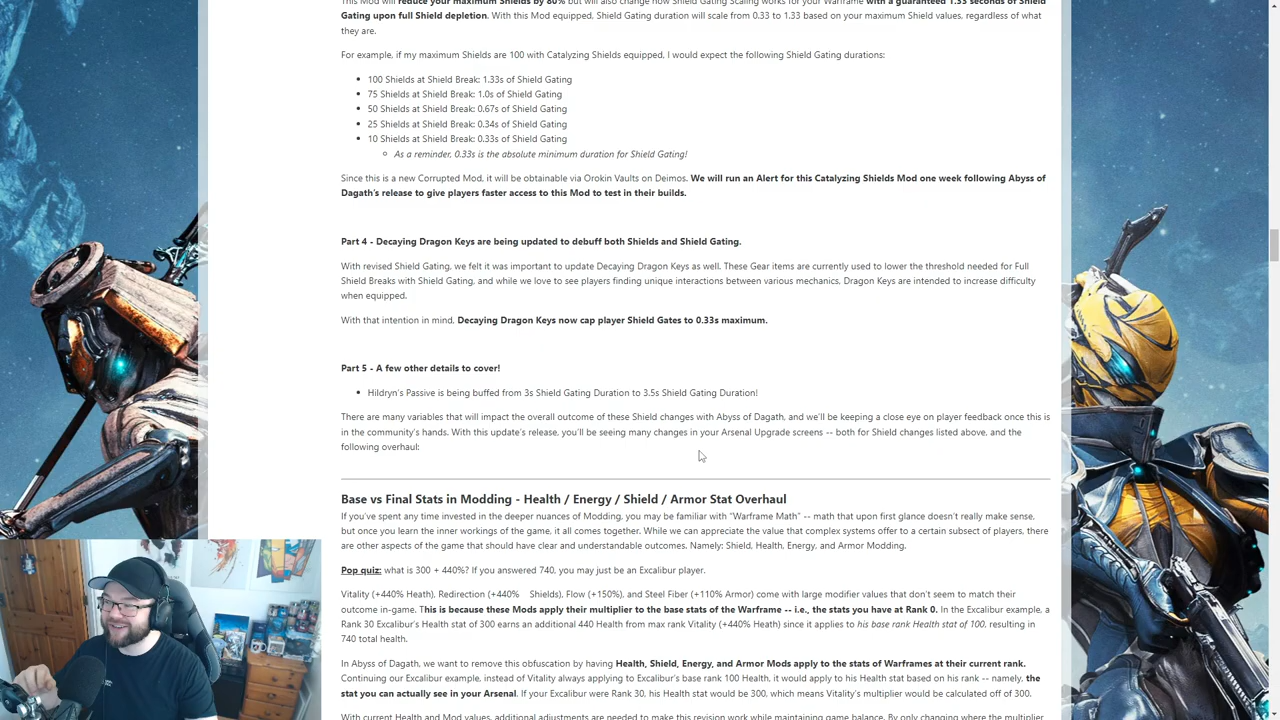 This Mod will reduce your maximum Shields by 80% but will also change how Shield Gating Scaling works for your Warframe with a guaranteed 1.33 seconds of Shield
Gating upon full Shield depletion. With this Mod equipped, Shield Gating duration will scale from 0.33 to 1.33 based on your maximum Shield values, regardless of what
they are.
For example, if my maximum Shields are 100 with Catalyzing Shields equipped, I would expect the following Shield Gating durations:
• 100 Shields at Shield Break: 1.33s of Shield Gating
• 75 Shields at Shield Break: 1.0s of Shield Gating
• 50 Shields at Shield Break: 0.67s of Shield Gating
• 25 Shields at Shield Break: 0.34s of Shield Gating
• 10 Shields at Shield Break: 0.33s of Shield Gating
○ As a reminder, 0.33s is the absolute minimum duration for Shield Gating!
Since this is a new Corrupted Mod, it will be obtainable via Orokin Vaults on Deimos. We will run an Alert for this Catalyzing Shields Mod one week following Abyss of
Dagath's release to give players faster access to this Mod to test in their builds.
Part 4 - Decaying Dragon Keys are being updated to debuff both Shields and Shield Gating.
With revised Shield Gating, we felt it was important to update Decaying Dragon Keys as well. These Gear items are currently used to lower the threshold needed for Full
Shield Breaks with Shield Gating, and while we love to see players finding unique interactions between various mechanics, Dragon Keys are intended to increase difficulty
when equipped.
With that intention in mind, Decaying Dragon Keys now cap player Shield Gates to 0.33s maximum.
Part 5 - A few other details to cover!
• Hildryn's Passive is being buffed from 3s Shield Gating Duration to 3.5s Shield Gating Duration!
There are many variables that will impact the overall outcome of these Shield changes with Abyss of Dagath, and we'll be keeping a close eye on player feedback once this is
in the community's hands. With this update's release, you'll be seeing many changes in your Arsenal Upgrade screens -- both for Shield changes listed above, and the
following overhaul:
Base vs Final Stats in Modding - Health / Energy / Shield / Armor Stat Overhaul
If you've spent any time invested in the deeper nuances of Modding, you may be familiar with "Warframe Math" -- math that upon first glance doesn't really make sense,
but once you learn the inner workings of the game, it all comes together. While we can appreciate the value that complex systems offer to a certain subsect of players, there
are other aspects of the game that should have clear and understandable outcomes. Namely: Shield, Health, Energy, and Armor Modding.
Pop quiz: what is 300 + 440%? If you answered 740, you may just be an Excalibur player.
Vitality (+440% Heath), Redirection (+440% Shields), Flow (+150%), and Steel Fiber (+110% Armor) come with large modifier values that don't seem to match their
outcome in-game. This is because these Mods apply their multiplier to the base stats of the Warframe -- i.e., the stats you have at Rank 0. In the Excalibur example, a
Rank 30 Excalibur's Health stat of 300 earns an additional 440 Health from max rank Vitality (+440% Heath) since it applies to his base rank Health stat of 100, resulting in
740 total health.
In Abyss of Dagath, we want to remove this obfuscation by having Health, Shield, Energy, and Armor Mods apply to the stats of Warframes at their current rank.
Continuing our Excalibur example, instead of Vitality always applying to Excalibur's base rank 100 Health, it would apply to his Health stat based on his rank -- namely, the
stat you can actually see in your Arsenal. If your Excalibur were Rank 30, his Health stat would be 300, which means Vitality's multiplier would be calculated off of 300.
With current Health and Mod values, additional adjustments are needed to make this revision work while maintaining game balance. By only changing where the multiplier